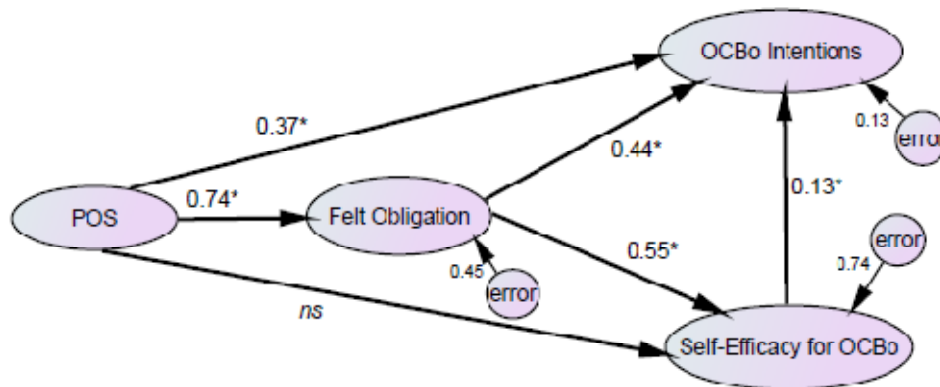 OCBo Intentions
0.37*
0.13
error
0.44*
0.74*
POS
Felt Obligation
0.13*
error
0.55*
0.45
error
0.74
ns
Self-Efficacy for OCBo